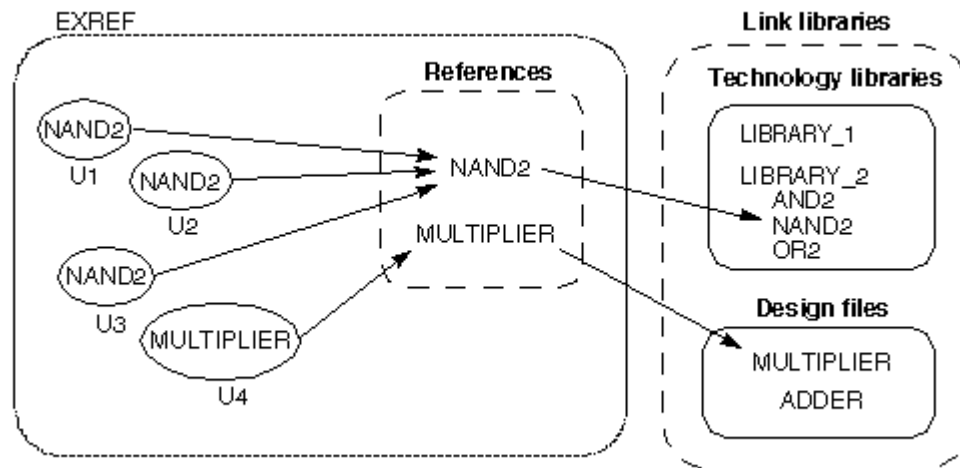 EXREF
References
NAND2
U1
NAND2
U2
NAND2
U3
MULTIPLIER
U4
NAND2
MULTIPLIER
Link libraries
Technology libraries
LIBRARY_1
LIBRARY_2
AND2
NAND2
OR2
Design files
MULTIPLIER
ADDER